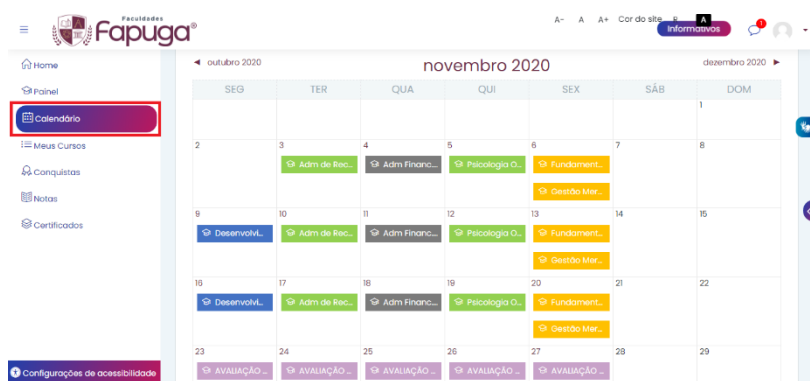 Faculdades
Fapuga®
A- A A+ Cor do site R A
Informativos
Home
Painel
Calendário
Meus Cursos
Conquistas
Notas
Certificados
Configurações de acessibilidade
◄ outubro 2020 novembro 2020 dezembro 2020 ►
SEG TER QUA QUI SEX SÁB DOM
1
2 3 4 5 6 7 8
Adm de Rec... Adm Financ... Psicologia O... Fundament...
Gestão Mer...
9 10 11 12 13 14 15
Desenvolvi... Adm de Rec... Adm Financ... Psicologia O... Fundament...
Gestão Mer...
16 17 18 19 20 21 22
Desenvolvi... Adm de Rec... Adm Financ... Psicologia O... Fundament...
Gestão Mer...
23 24 25 26 27 28 29
AVALIAÇÃO ... AVALIAÇÃO ... AVALIAÇÃO ... AVALIAÇÃO ... AVALIAÇÃO ...